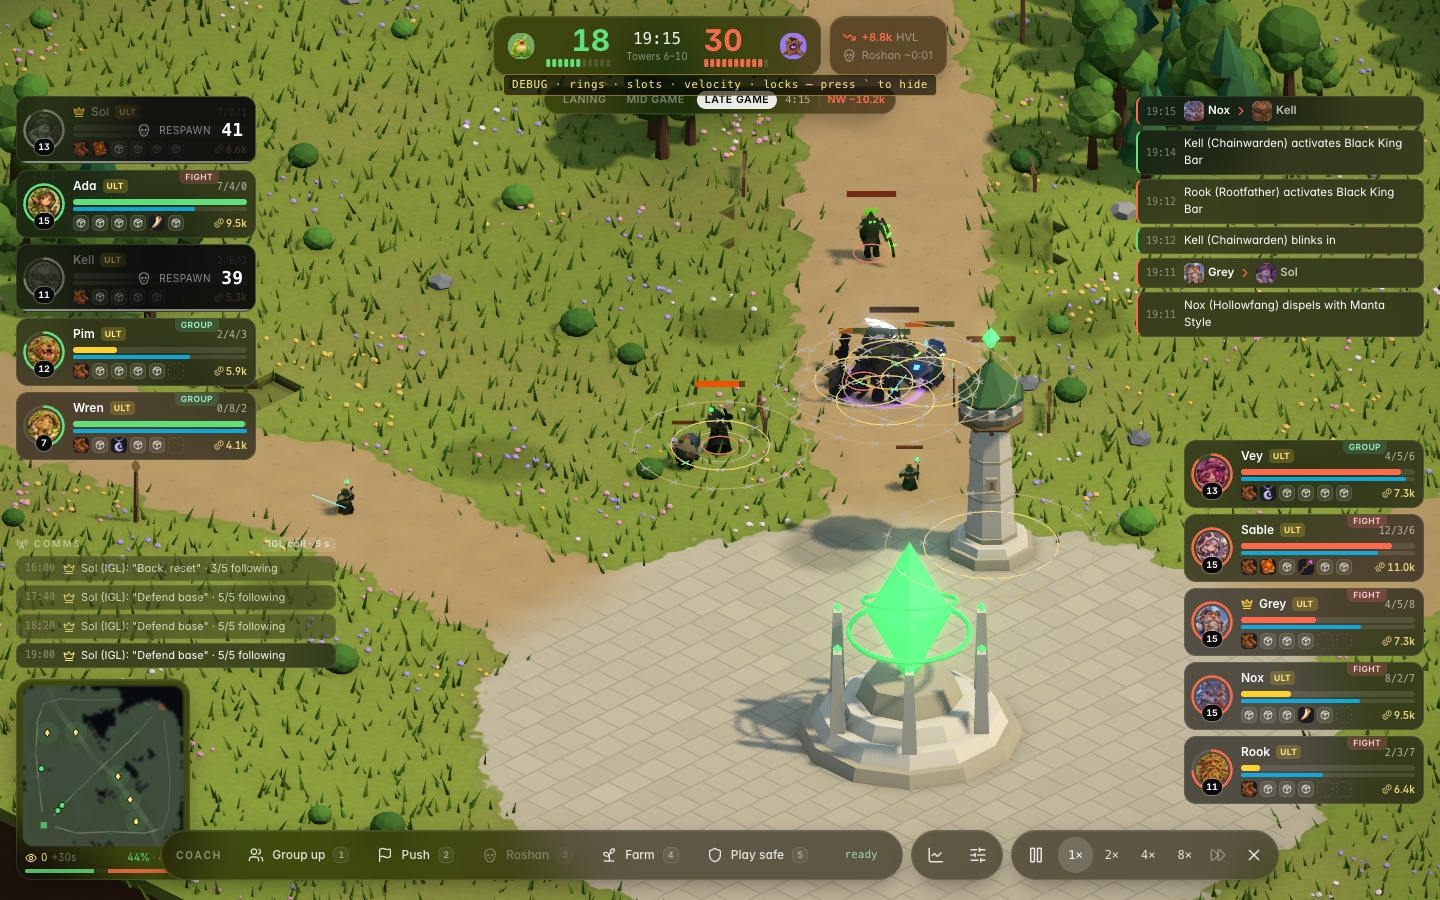 18
19:15
Towers 6–10
30
+8.8k HVL
Roshan ~0:01
DEBUG · rings · slots · velocity · locks — press ` to hide
LANING MID GAME LATE GAME 4:15 NW −10.2k
Sol ULT 7/8/1
RESPAWN 41
13 6.6k
FIGHT
Ada ULT 7/4/0
15 9.5k
Kell ULT 2/6/3
RESPAWN 39
11 5.3k
GROUP
Pim ULT 2/4/3
12 5.9k
GROUP
Wren ULT 0/8/2
7 4.1k
19:15 Nox > Kell
19:14 Kell (Chainwarden) activates Black King
Bar
19:12 Rook (Rootfather) activates Black King
Bar
19:12 Kell (Chainwarden) blinks in
19:11 Grey > Sol
19:11 Nox (Hollowfang) dispels with Manta
Style
GROUP
Vey ULT 4/5/6
13 7.3k
FIGHT
Sable ULT 12/3/6
15 11.0k
FIGHT
Grey ULT 4/5/8
15 7.3k
FIGHT
Nox ULT 8/2/7
15 9.5k
FIGHT
Rook ULT 2/3/7
11 6.4k
COMMS
16:00 Sol (IGL): "Back, reset" · 3/5 following
17:40 Sol (IGL): "Defend base" · 5/5 following
18:20 Sol (IGL): "Defend base" · 5/5 following
19:00 Sol (IGL): "Defend base" · 5/5 following
0 +30s 44%
COACH Group up 1 Push 2 Roshan 3 Farm 4 Play safe 5 ready
1× 2× 4× 8×